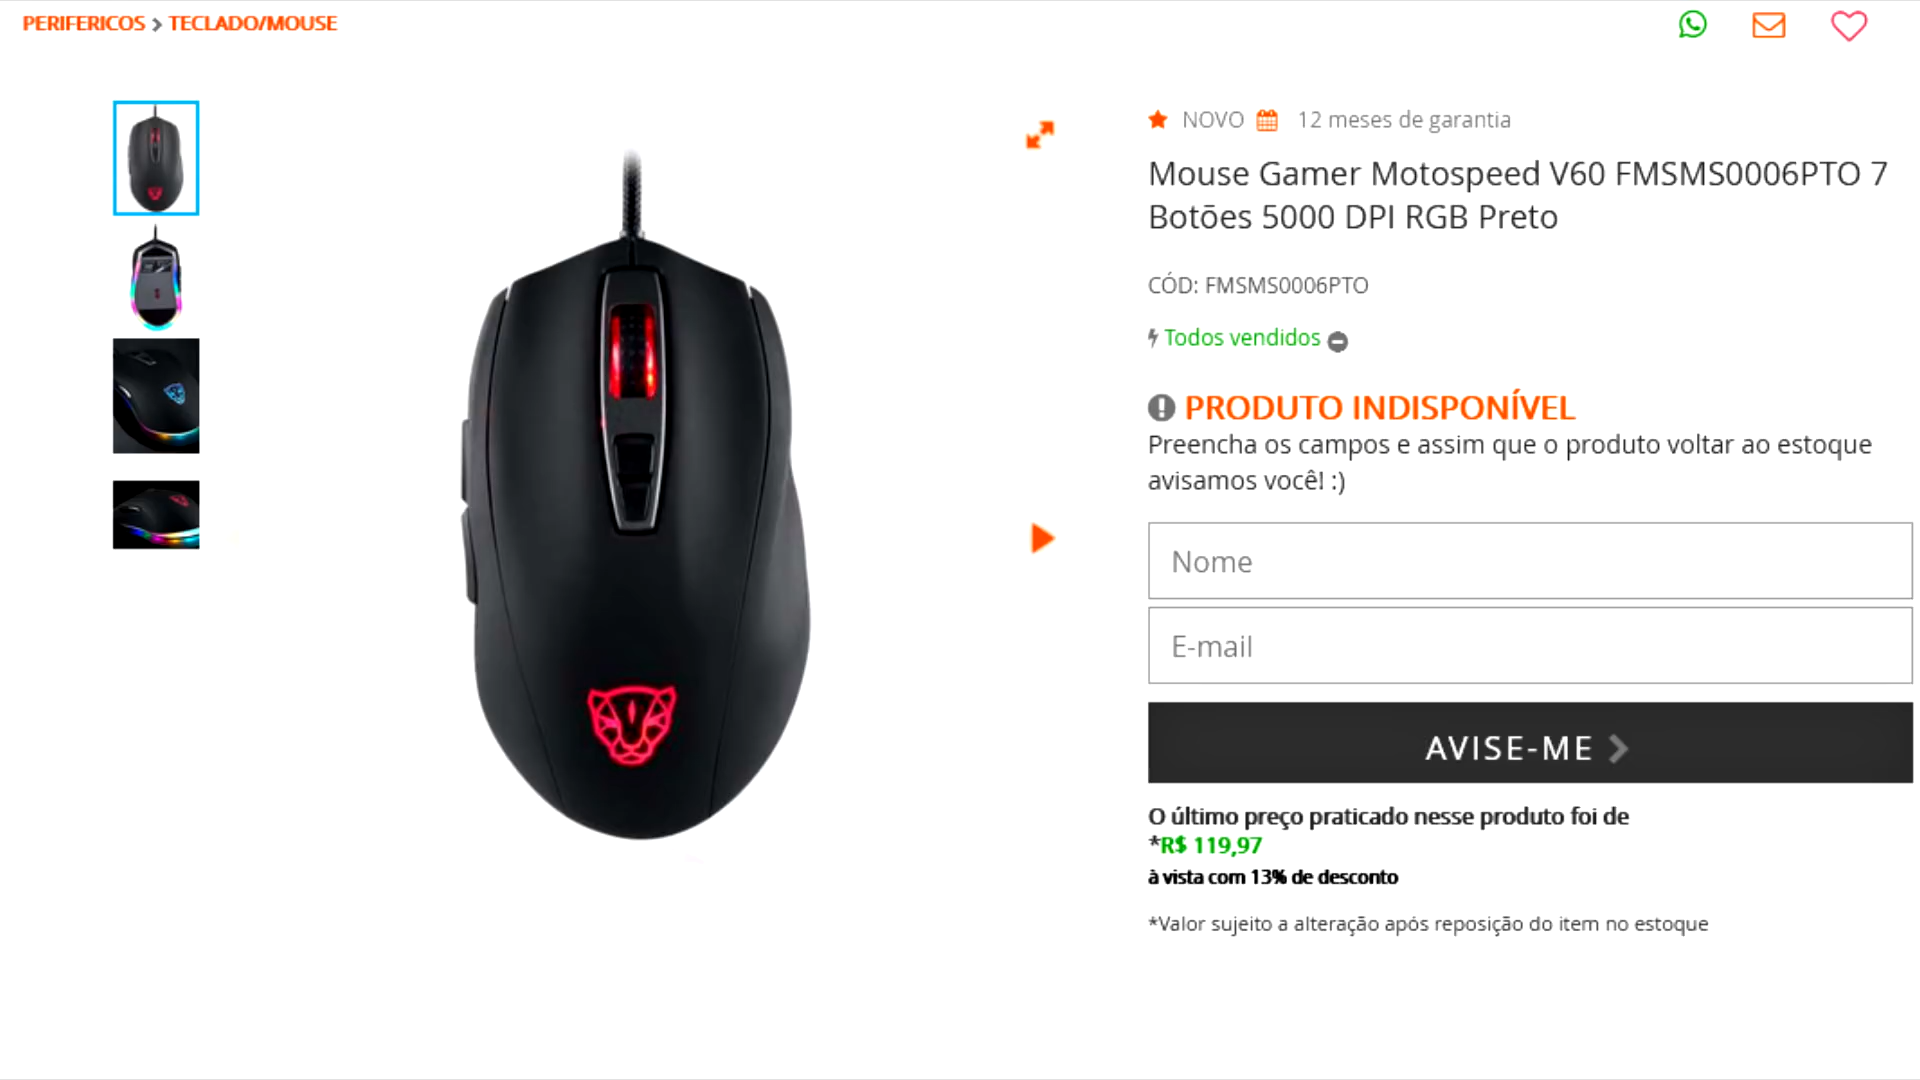 PERIFERICOS > TECLADO/MOUSE
NOVO 12 meses de garantia
Mouse Gamer Motospeed V60 FMSMS0006PTO 7
Botões 5000 DPI RGB Preto
CÓD: FMSMS0006PTO
Todos vendidos
PRODUTO INDISPONÍVEL
Preencha os campos e assim que o produto voltar ao estoque
avisamos você! :)
Nome
E-mail
AVISE-ME
O último preço praticado nesse produto foi de
*R$ 119,97
à vista com 13% de desconto
*Valor sujeito a alteração após reposição do item no estoque